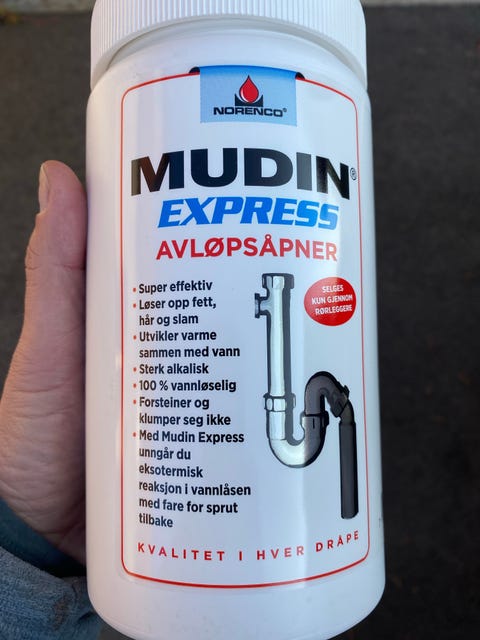 NORENCO®
MUDIN®
EXPRESS
AVLØPSÅPNER
• Super effektiv
• Løser opp fett,
hår og slam
• Utvikler varme
sammen med vann
• Sterk alkalisk
• 100 % vannløselig
• Forsteiner og
klumper seg ikke
• Med Mudin Express
unngår du
eksotermisk
reaksjon i vannlåsen
med fare for sprut
tilbake
SELGES
KUN GJENNOM
RØRLEGGERE
KVALITET I HVER DRÅPE